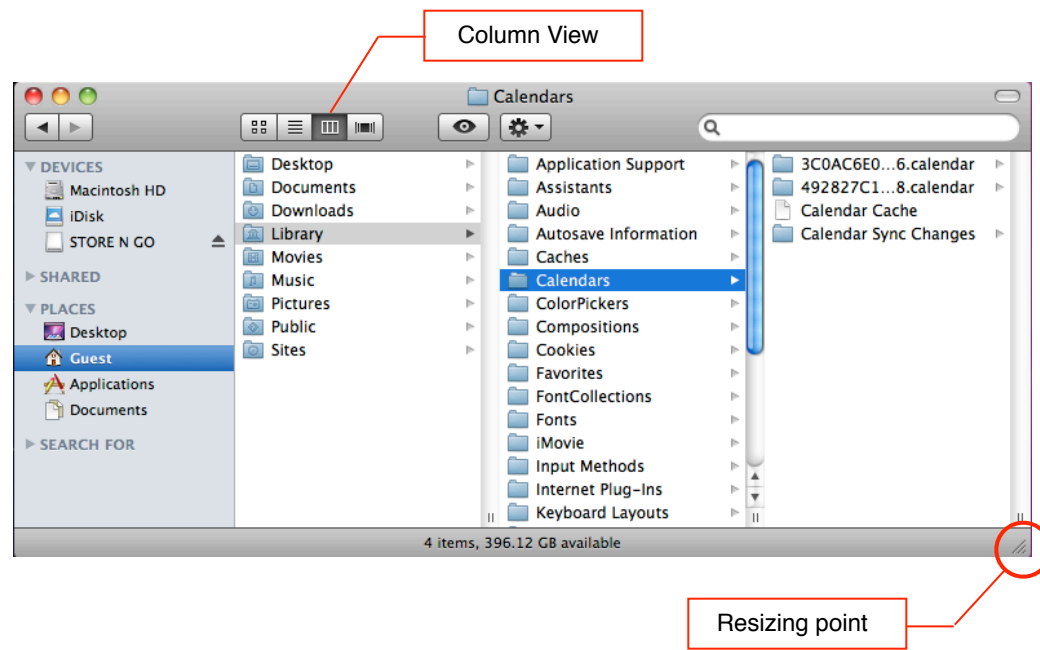 Column View
Calendars
DEVICES
Macintosh HD
iDisk
STORE N GO
SHARED
PLACES
Desktop
Guest
Applications
Documents
SEARCH FOR
Desktop
Documents
Downloads
Library
Movies
Music
Pictures
Public
Sites
Application Support
Assistants
Audio
Autosave Information
Caches
Calendars
ColorPickers
Compositions
Cookies
Favorites
FontCollections
Fonts
iMovie
Input Methods
Internet Plug-Ins
Keyboard Layouts
3C0AC6E0...6.calendar
492827C1...8.calendar
Calendar Cache
Calendar Sync Changes
4 items, 396.12 GB available
Resizing point